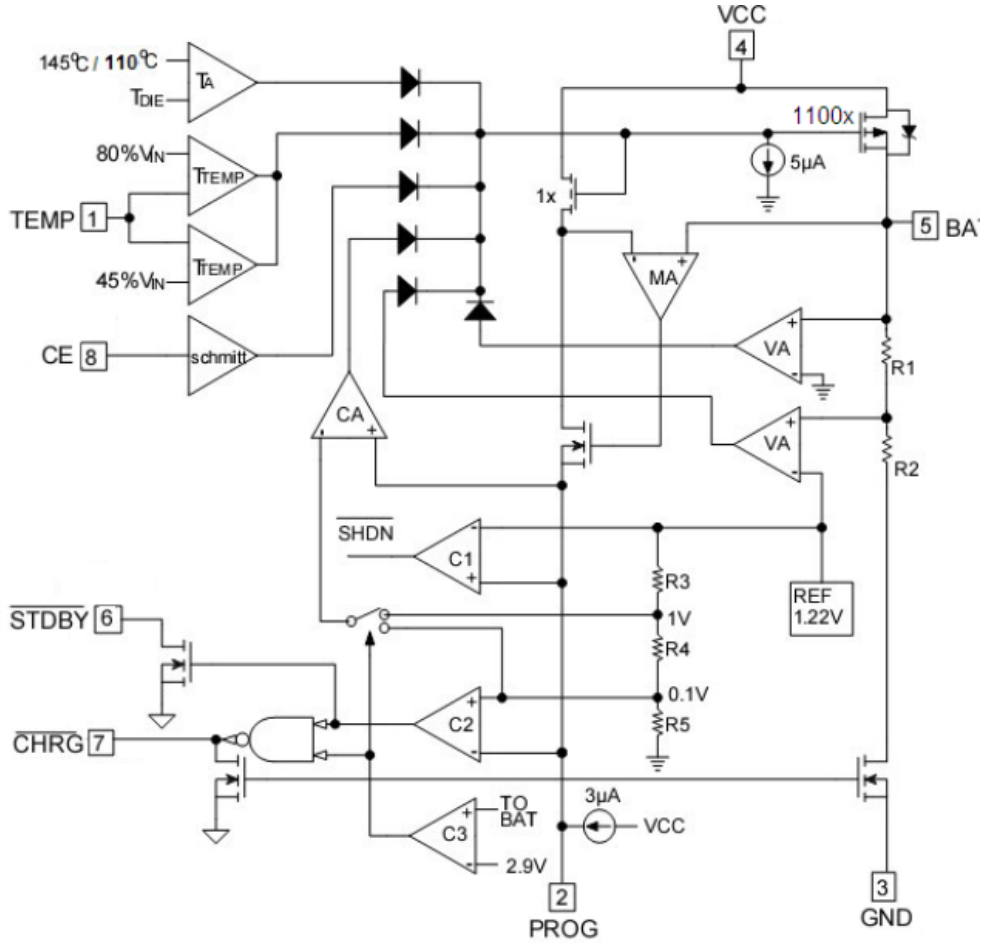 VCC
4
145°C / 110°C
TA
TDIE
1100x
80%VIN
TTEMP
5µA
TEMP 1
1x
5 BAT
TTEMP
MA
45%VIN
CE 8
schmitt
+
VA
-
R1
CA
- +
+
VA
-
R2
SHDN
-
C1
+
R3
REF
1.22V
STDBY 6
1V
R4
0.1V
+
C2
-
R5
CHRG 7
3µA
VCC
+
C3
-
TO
BAT
2.9V
2
PROG
3
GND